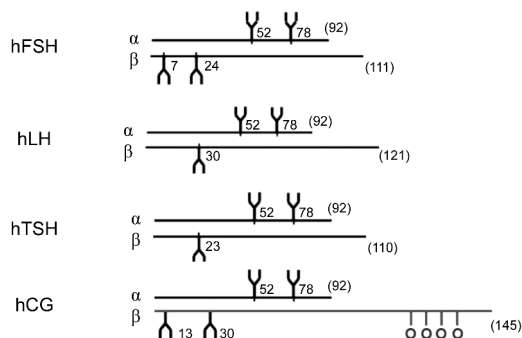 hFSH α 52 78 (92)
β 7 24 (111)
hLH α 52 78 (92)
β 30 (121)
hTSH α 52 78 (92)
β 23 (110)
hCG α 52 78 (92)
β 13 30 (145)